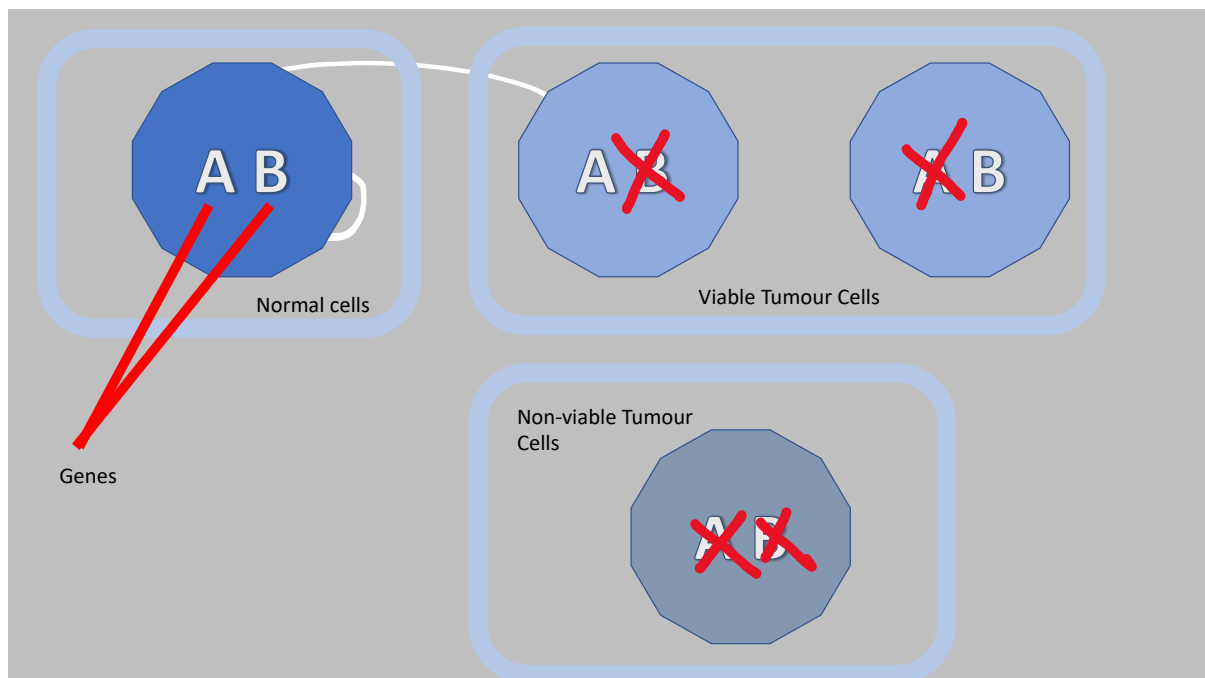 A B
A B
A B
Normal cells
Viable Tumour Cells
Genes
Non-viable Tumour
Cells
A B